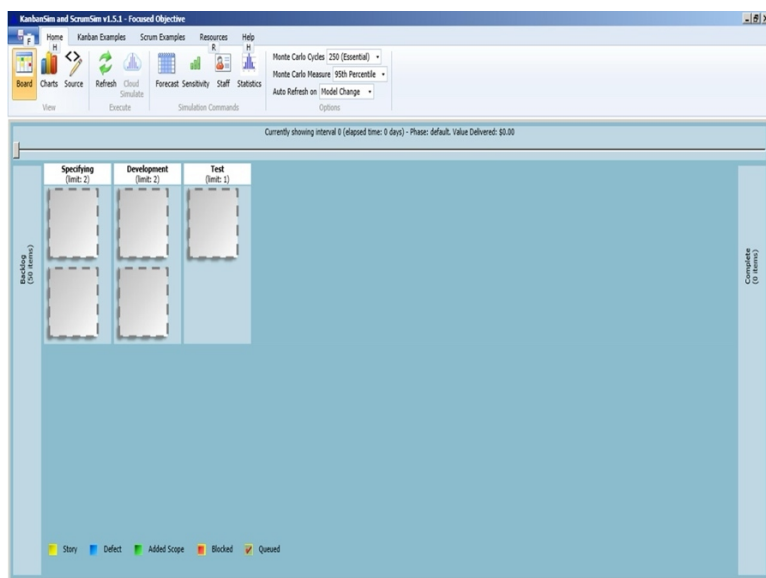 KanbanSim and ScrumSim v1.5.1 - Focused Objective
F
Home Kanban Examples Scrum Examples Resources Help
H R H
Board Charts Source Refresh Cloud Simulate Forecast Sensitivity Staff Statistics
Monte Carlo Cycles 250 (Essential)
Monte Carlo Measure 95th Percentile
Auto Refresh on Model Change
View Execute Simulation Commands Options
Currently showing interval 0 (elapsed time: 0 days) - Phase: default. Value Delivered: $0.00
Specifying
(limit: 2)
Development
(limit: 2)
Test
(limit: 1)
Backlog
(50 items)
Complete
(0 items)
Story Defect Added Scope Blocked Queued